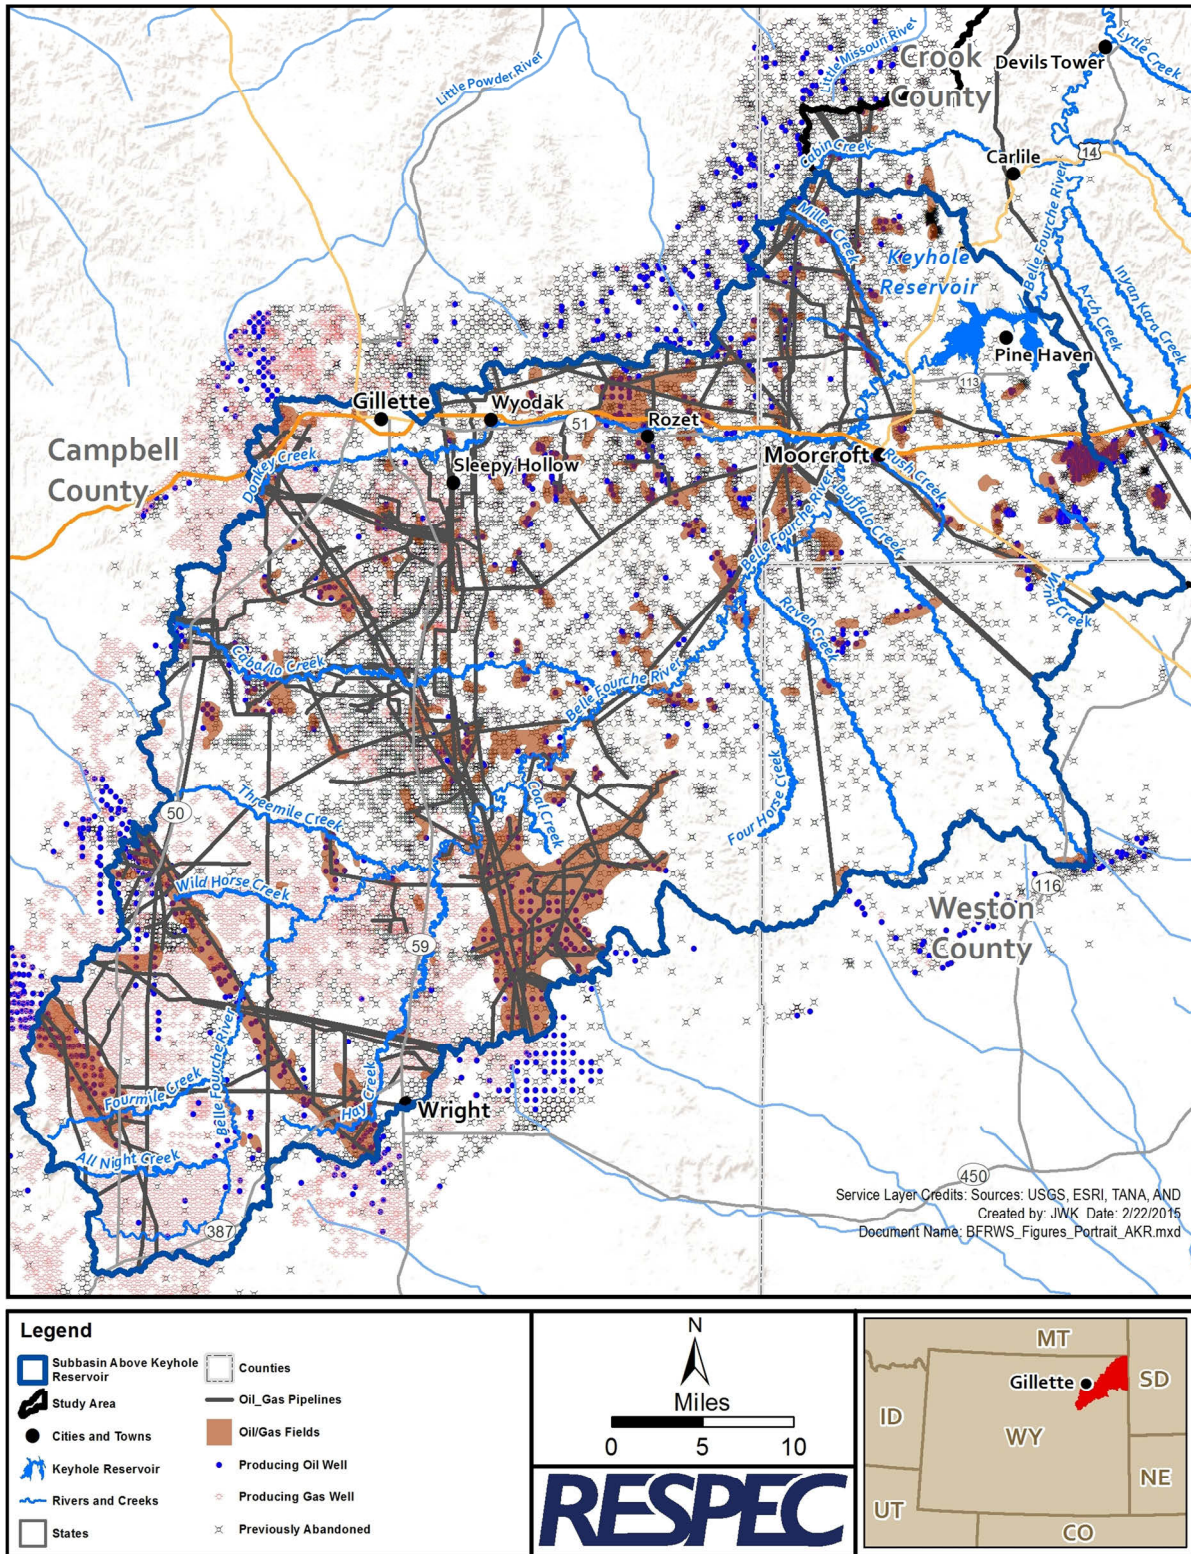 Little Powder River
Little Missouri River
Crook
County
Devils Tower
Lytle Creek
Cabin Creek
Carlile
14
Belle Fourche River
Miller Creek
Keyhole
Reservoir
Inyan Kara Creek
Arch Creek
Pine Haven
113
Gillette
Wyodak
51
Rozet
Campbell
County
Donkey Creek
Sleepy Hollow
Moorcroft
Rush Creek
Belle Fourche River
Buffalo Creek
Wind Creek
Raven Creek
Caballo Creek
Belle Fourche River
Threemile Creek
Coal Creek
Four Horse Creek
50
Wild Horse Creek
116
Weston
County
59
Belle Fourche River
Fourmile Creek
Hay Creek
Wright
All Night Creek
450
387
Service Layer Credits: Sources: USGS, ESRI, TANA, AND
Created by: JWK Date: 2/22/2015
Document Name: BFRWS_Figures_Portrait_AKR.mxd
Legend
Subbasin Above Keyhole
Reservoir
Study Area
Cities and Towns
Keyhole Reservoir
Rivers and Creeks
States
Counties
Oil_Gas Pipelines
Oil/Gas Fields
Producing Oil Well
Producing Gas Well
Previously Abandoned
N
Miles
0 5 10
RESPEC
MT
Gillette
SD
ID
WY
NE
UT
CO